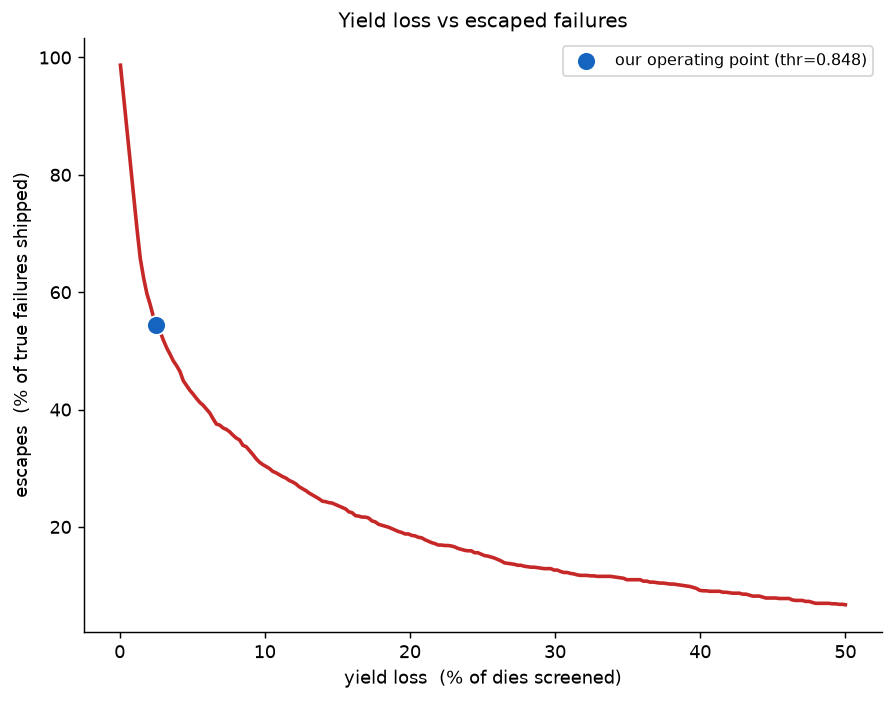 Yield loss vs escaped failures
our operating point (thr=0.848)
escapes  (% of true failures shipped)
100
80
60
40
20
0
10
20
30
40
50
yield loss  (% of dies screened)